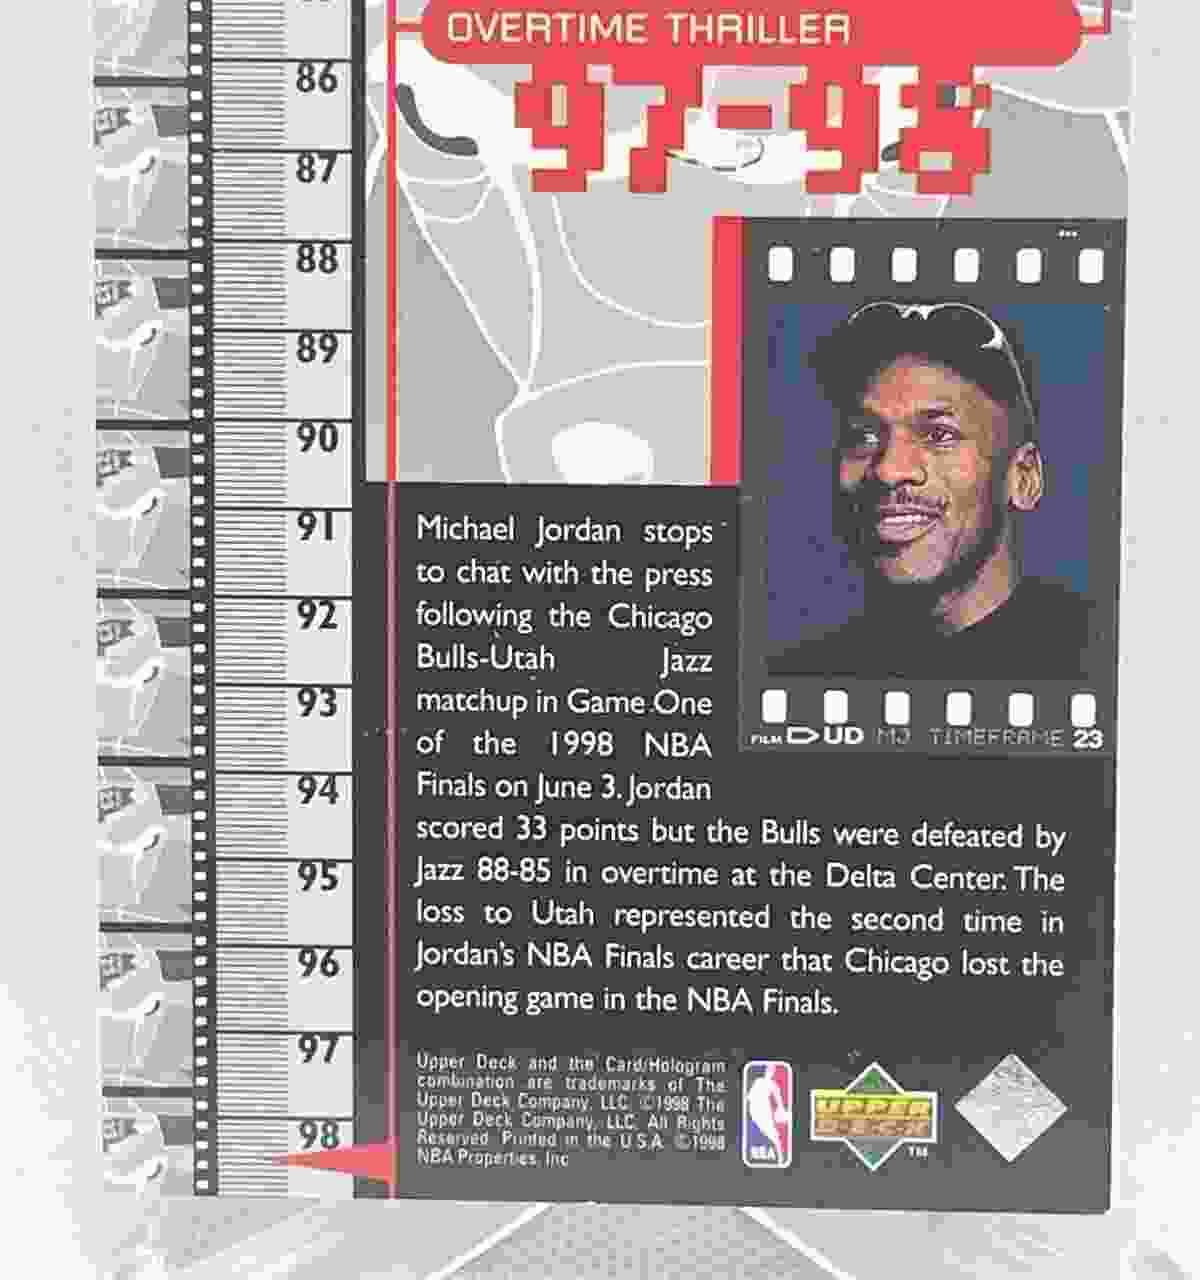 OVERTIME THRILLER
97-98
86
87
88
89
90
91
92
93
94
95
96
97
98
Michael Jordan stops
to chat with the press
following the Chicago
Bulls-Utah Jazz
matchup in Game One
of the 1998 NBA
Finals on June 3. Jordan
scored 33 points but the Bulls were defeated by
Jazz 88-85 in overtime at the Delta Center. The
loss to Utah represented the second time in
Jordan's NBA Finals career that Chicago lost the
opening game in the NBA Finals.
FILM UD MJ TIMEFRAME 23
Upper Deck and the Card/Hologram
combination are trademarks of The
Upper Deck Company, LLC. ©1998 The
Upper Deck Company, LLC. All Rights
Reserved. Printed in the U.S.A. ©1998
NBA Properties, Inc
NBA
UPPER
DECK
TM